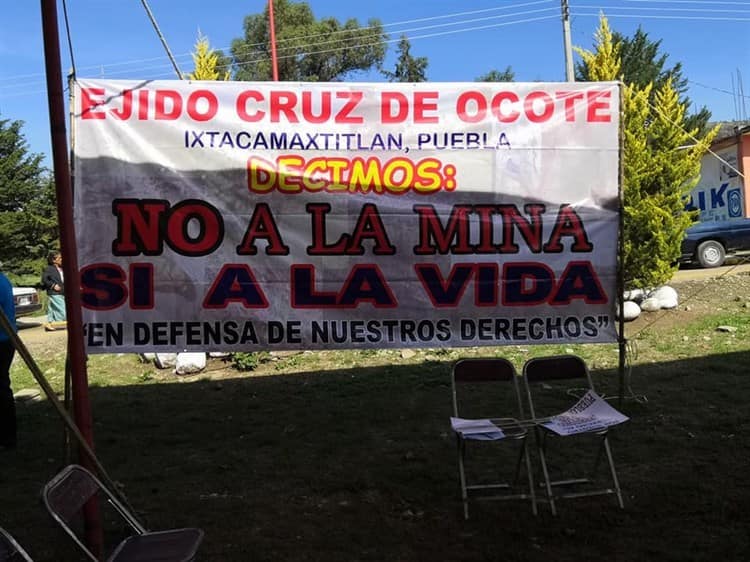 EJIDO CRUZ DE OCOTE
IXTACAMAXTITLAN, PUEBLA
DECIMOS:
NO A LA MINA
SI A LA VIDA
"EN DEFENSA DE NUESTROS DERECHOS"